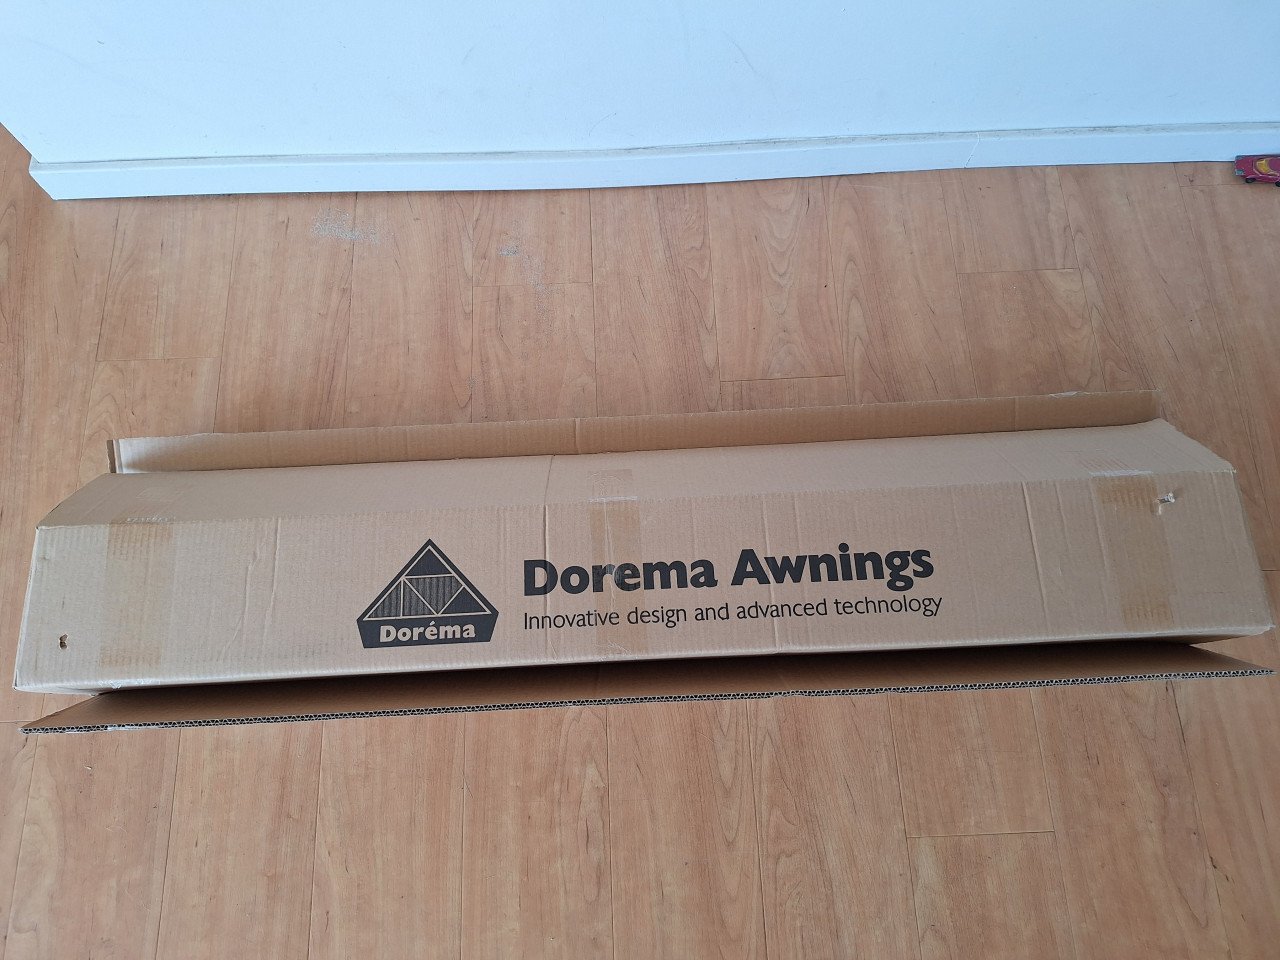 Doréma
Dorema Awnings
Innovative design and advanced technology